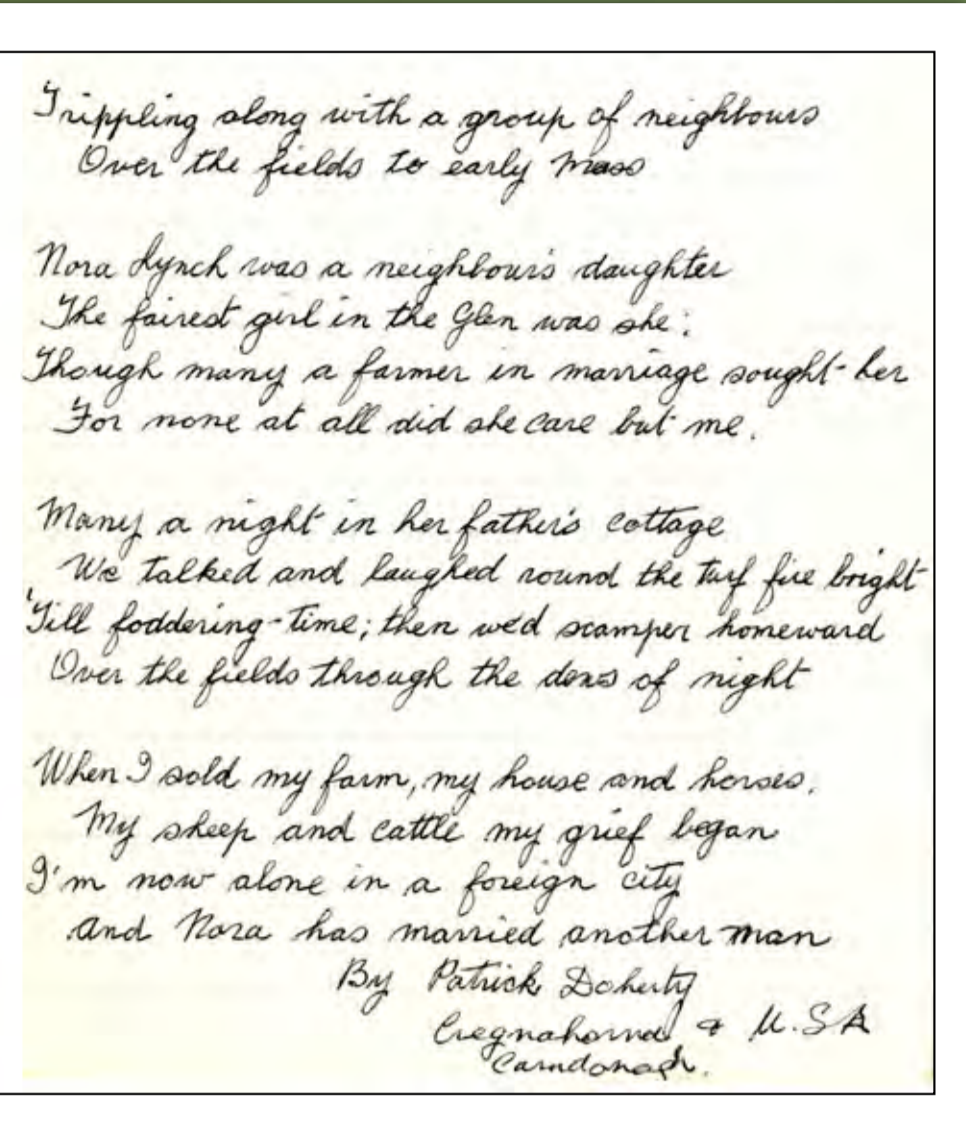 Trippling along with a group of neighbours
Over the fields to early Mass
Nora Lynch was a neighbour's daughter
The fairest girl in the Glen was she;
Though many a farmer in marriage sought her
For none at all did she care but me.
Many a night in her father's cottage
We talked and laughed round the turf fire bright
'Till foddering-time; then we'd scamper homeward
Over the fields through the dens of night
When I sold my farm, my house and horses,
My sheep and cattle my grief began
I'm now alone in a foreign city
And Nora has married another man
By Patrick Doherty
Cregnahorna & U.S A
Carndonagh.